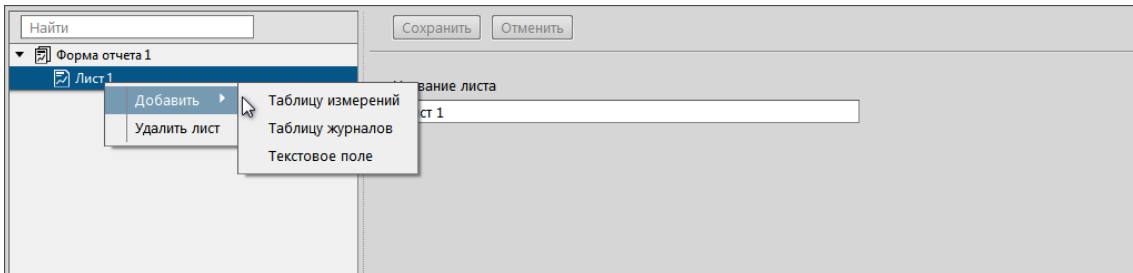 Найти
Сохранить
Отменить
Форма отчета 1
Лист 1
вание листа
ст 1
Добавить
Таблицу измерений
Удалить лист
Таблицу журналов
Текстовое поле